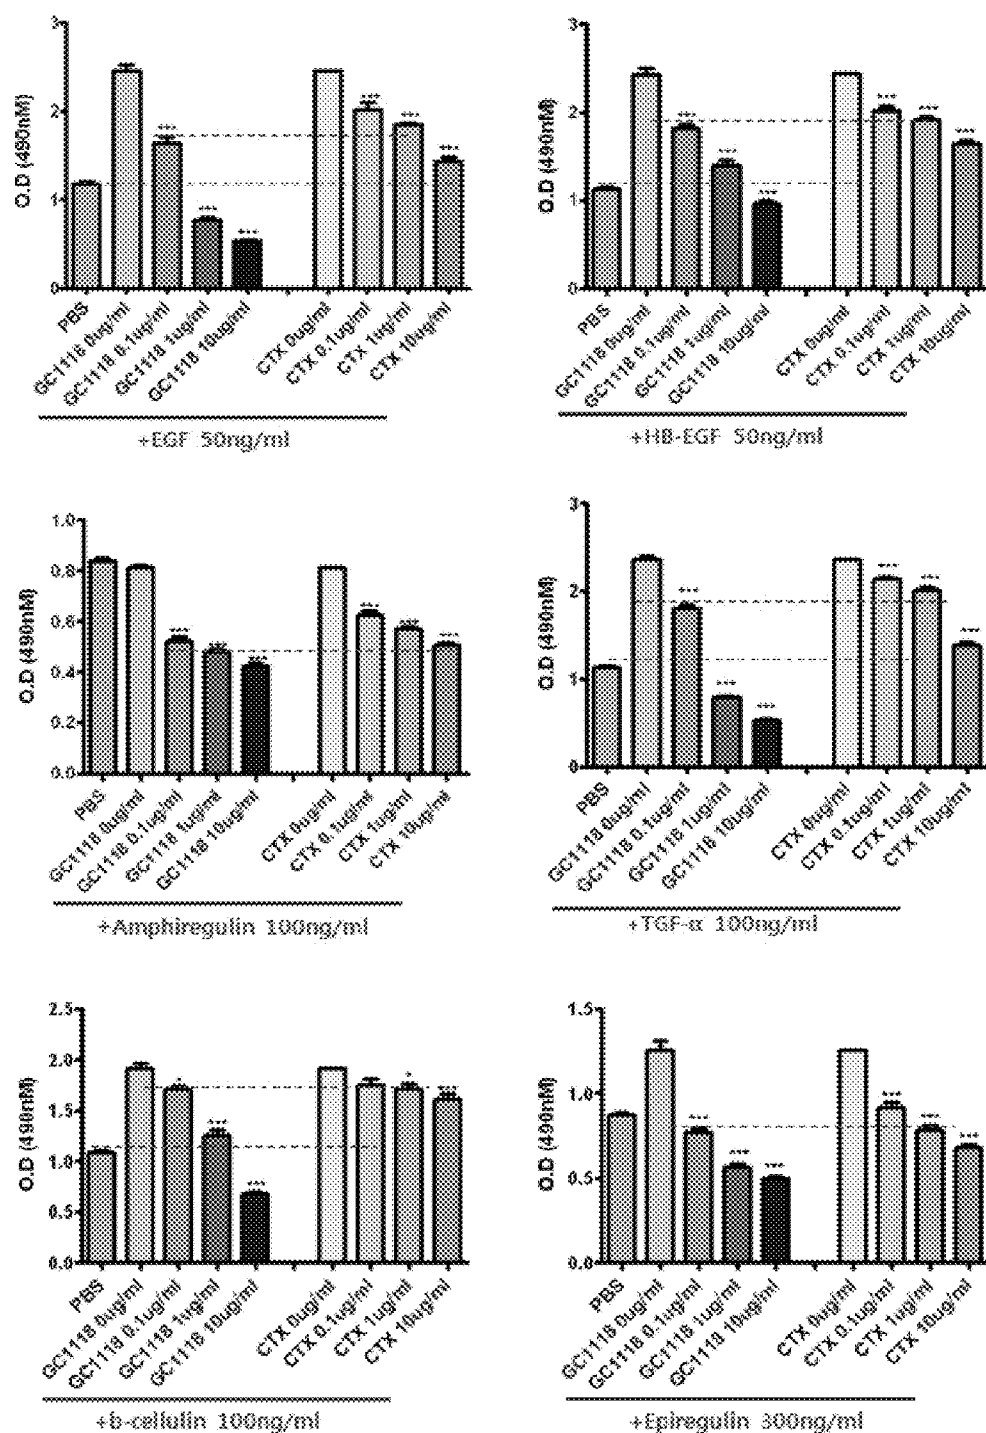 3
2
1
0
O.D (490nM)
*** *** *** *** *** ***
PBS
GC1118 0ug/ml
GC1118 0.1ug/ml
GC1118 1ug/ml
GC1118 10ug/ml
CTX 0ug/ml
CTX 0.1ug/ml
CTX 1ug/ml
CTX 10ug/ml
+EGF 50ng/ml
3
2
1
0
O.D (490nM)
*** *** *** *** *** ***
PBS
GC1118 0ug/ml
GC1118 0.1ug/ml
GC1118 1ug/ml
GC1118 10ug/ml
CTX 0ug/ml
CTX 0.1ug/ml
CTX 1ug/ml
CTX 10ug/ml
+HB-EGF 50ng/ml
1.0
0.8
0.6
0.4
0.2
0.0
O.D (490nM)
*** *** *** *** *** ***
PBS
GC1118 0ug/ml
GC1118 0.1ug/ml
GC1118 1ug/ml
GC1118 10ug/ml
CTX 0ug/ml
CTX 0.1ug/ml
CTX 1ug/ml
CTX 10ug/ml
+Amphiregulin 100ng/ml
3
2
1
0
O.D (490nM)
*** *** *** *** *** ***
PBS
GC1118 0ug/ml
GC1118 0.1ug/ml
GC1118 1ug/ml
GC1118 10ug/ml
CTX 0ug/ml
CTX 0.1ug/ml
CTX 1ug/ml
CTX 10ug/ml
+TGF-α 100ng/ml
2.5
2.0
1.5
1.0
0.5
0.0
O.D (490nM)
* *** *** * ***
PBS
GC1118 0ug/ml
GC1118 0.1ug/ml
GC1118 1ug/ml
GC1118 10ug/ml
CTX 0ug/ml
CTX 0.1ug/ml
CTX 1ug/ml
CTX 10ug/ml
+b-cellulin 100ng/ml
1.5
1.0
0.5
0.0
O.D (490nM)
*** *** *** *** *** ***
PBS
GC1118 0ug/ml
GC1118 0.1ug/ml
GC1118 1ug/ml
GC1118 10ug/ml
CTX 0ug/ml
CTX 0.1ug/ml
CTX 1ug/ml
CTX 10ug/ml
+Epiregulin 300ng/ml